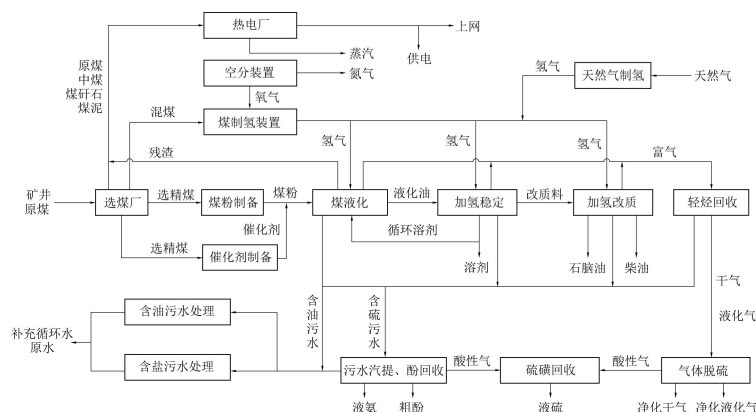 热电厂
上网
供电
蒸汽
原煤
中煤
煤矸石
煤泥
空分装置
氮气
氧气
氢气
天然气制氢
天然气
混煤
煤制氢装置
残渣
氢气
氢气
氢气
富气
矿井
原煤
选煤厂
选精煤
煤粉制备
煤粉
煤液化
液化油
加氢稳定
改质料
加氢改质
轻烃回收
催化剂
循环溶剂
选精煤
催化剂制备
溶剂
石脑油
柴油
干气
液化气
含油污水
含硫污水
含油污水处理
补充循环水
原水
含盐污水处理
污水汽提、酚回收
酸性气
硫磺回收
酸性气
气体脱硫
液氨
粗酚
液硫
净化干气
净化液化气